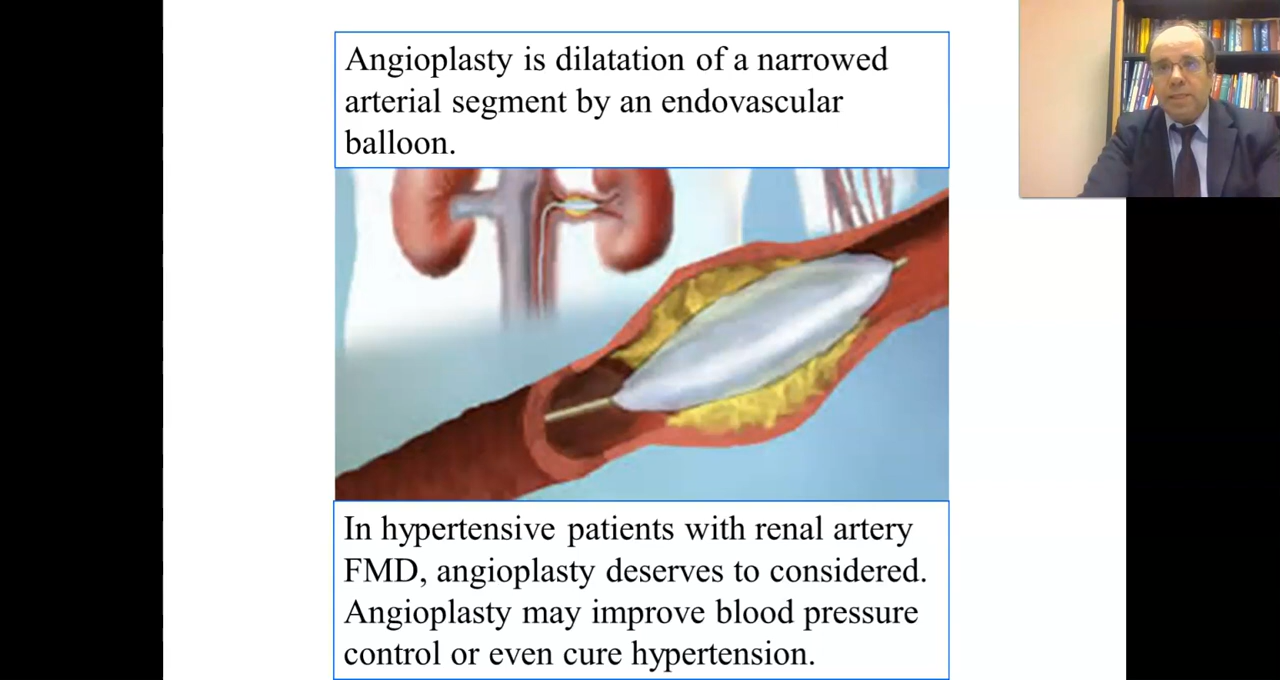 Angioplasty is dilatation of a narrowed
arterial segment by an endovascular
balloon.
In hypertensive patients with renal artery
FMD, angioplasty deserves to considered.
Angioplasty may improve blood pressure
control or even cure hypertension.